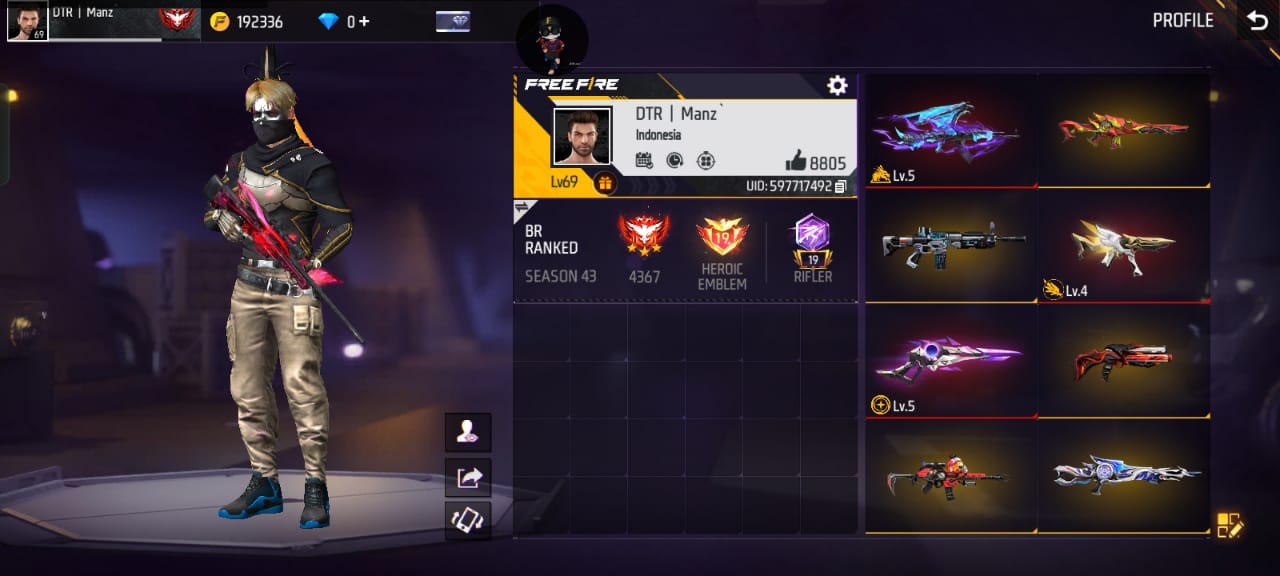 DTR | Manz
69
192336
0 +
PROFILE
FREE FIRE
DTR | Manz`
Indonesia
8805
Lv69
UID: 597717492
BR
RANKED
SEASON 43
4367
19
HEROIC
EMBLEM
19
RIFLER
Lv.5
Lv.4
Lv.5